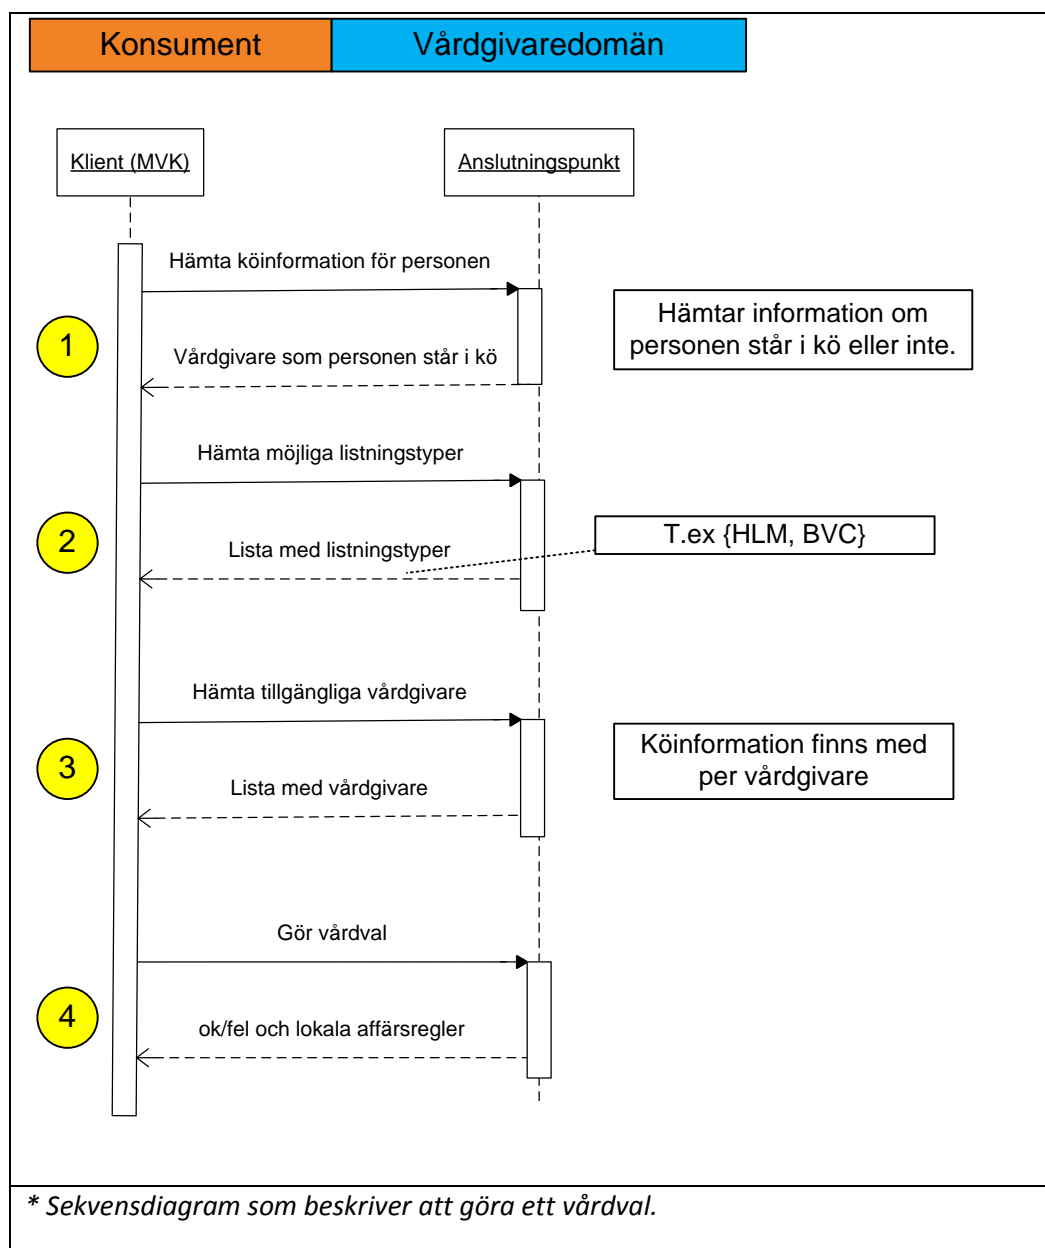 Konsument
Vårdgivaredomän
Klient (MVK)
Anslutningspunkt
Hämta köinformation för personen
Hämtar information om
personen står i kö eller inte.
1
Vårdgivare som personen står i kö
Hämta möjliga listningstyper
2
T.ex {HLM, BVC}
Lista med listningstyper
Hämta tillgängliga vårdgivare
Köinformation finns med
per vårdgivare
3
Lista med vårdgivare
Gör vårdval
4
ok/fel och lokala affärsregler
* Sekvensdiagram som beskriver att göra ett vårdval.